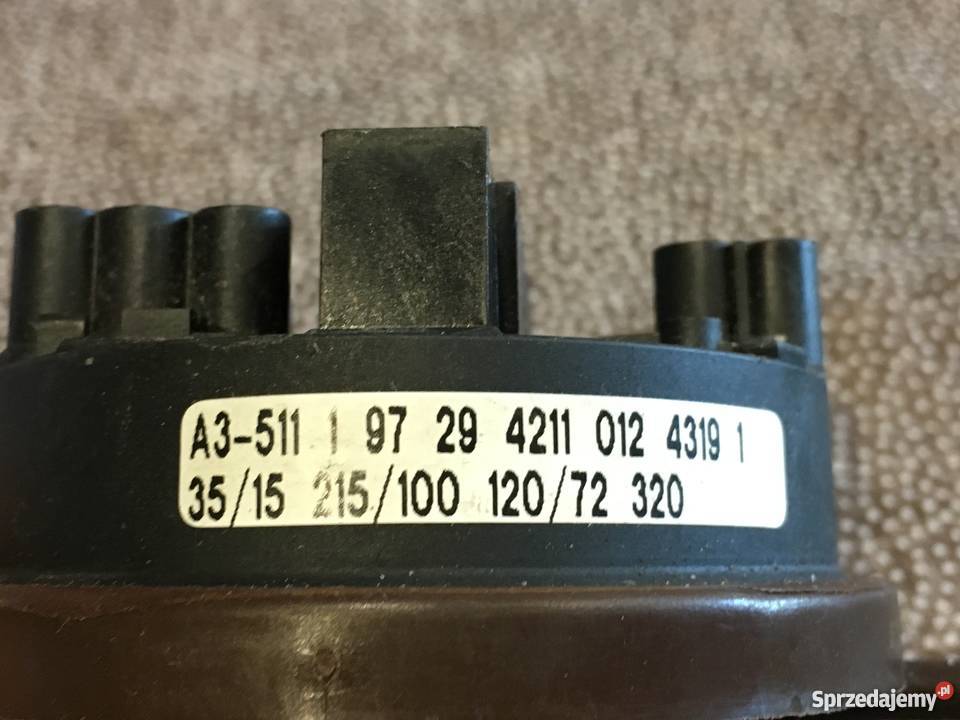 A3-511 1 97 29 4211 012 4319 1
35/15 215/100 120/72 320
Sprzedajemy.pl